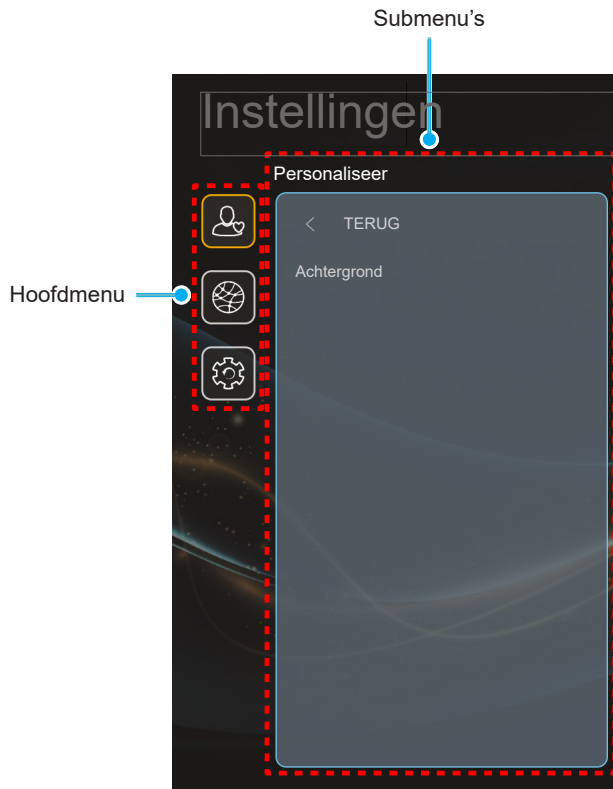 Submenu’s
Instellingen
Personaliseer
< TERUG
Achtergrond
Hoofdmenu